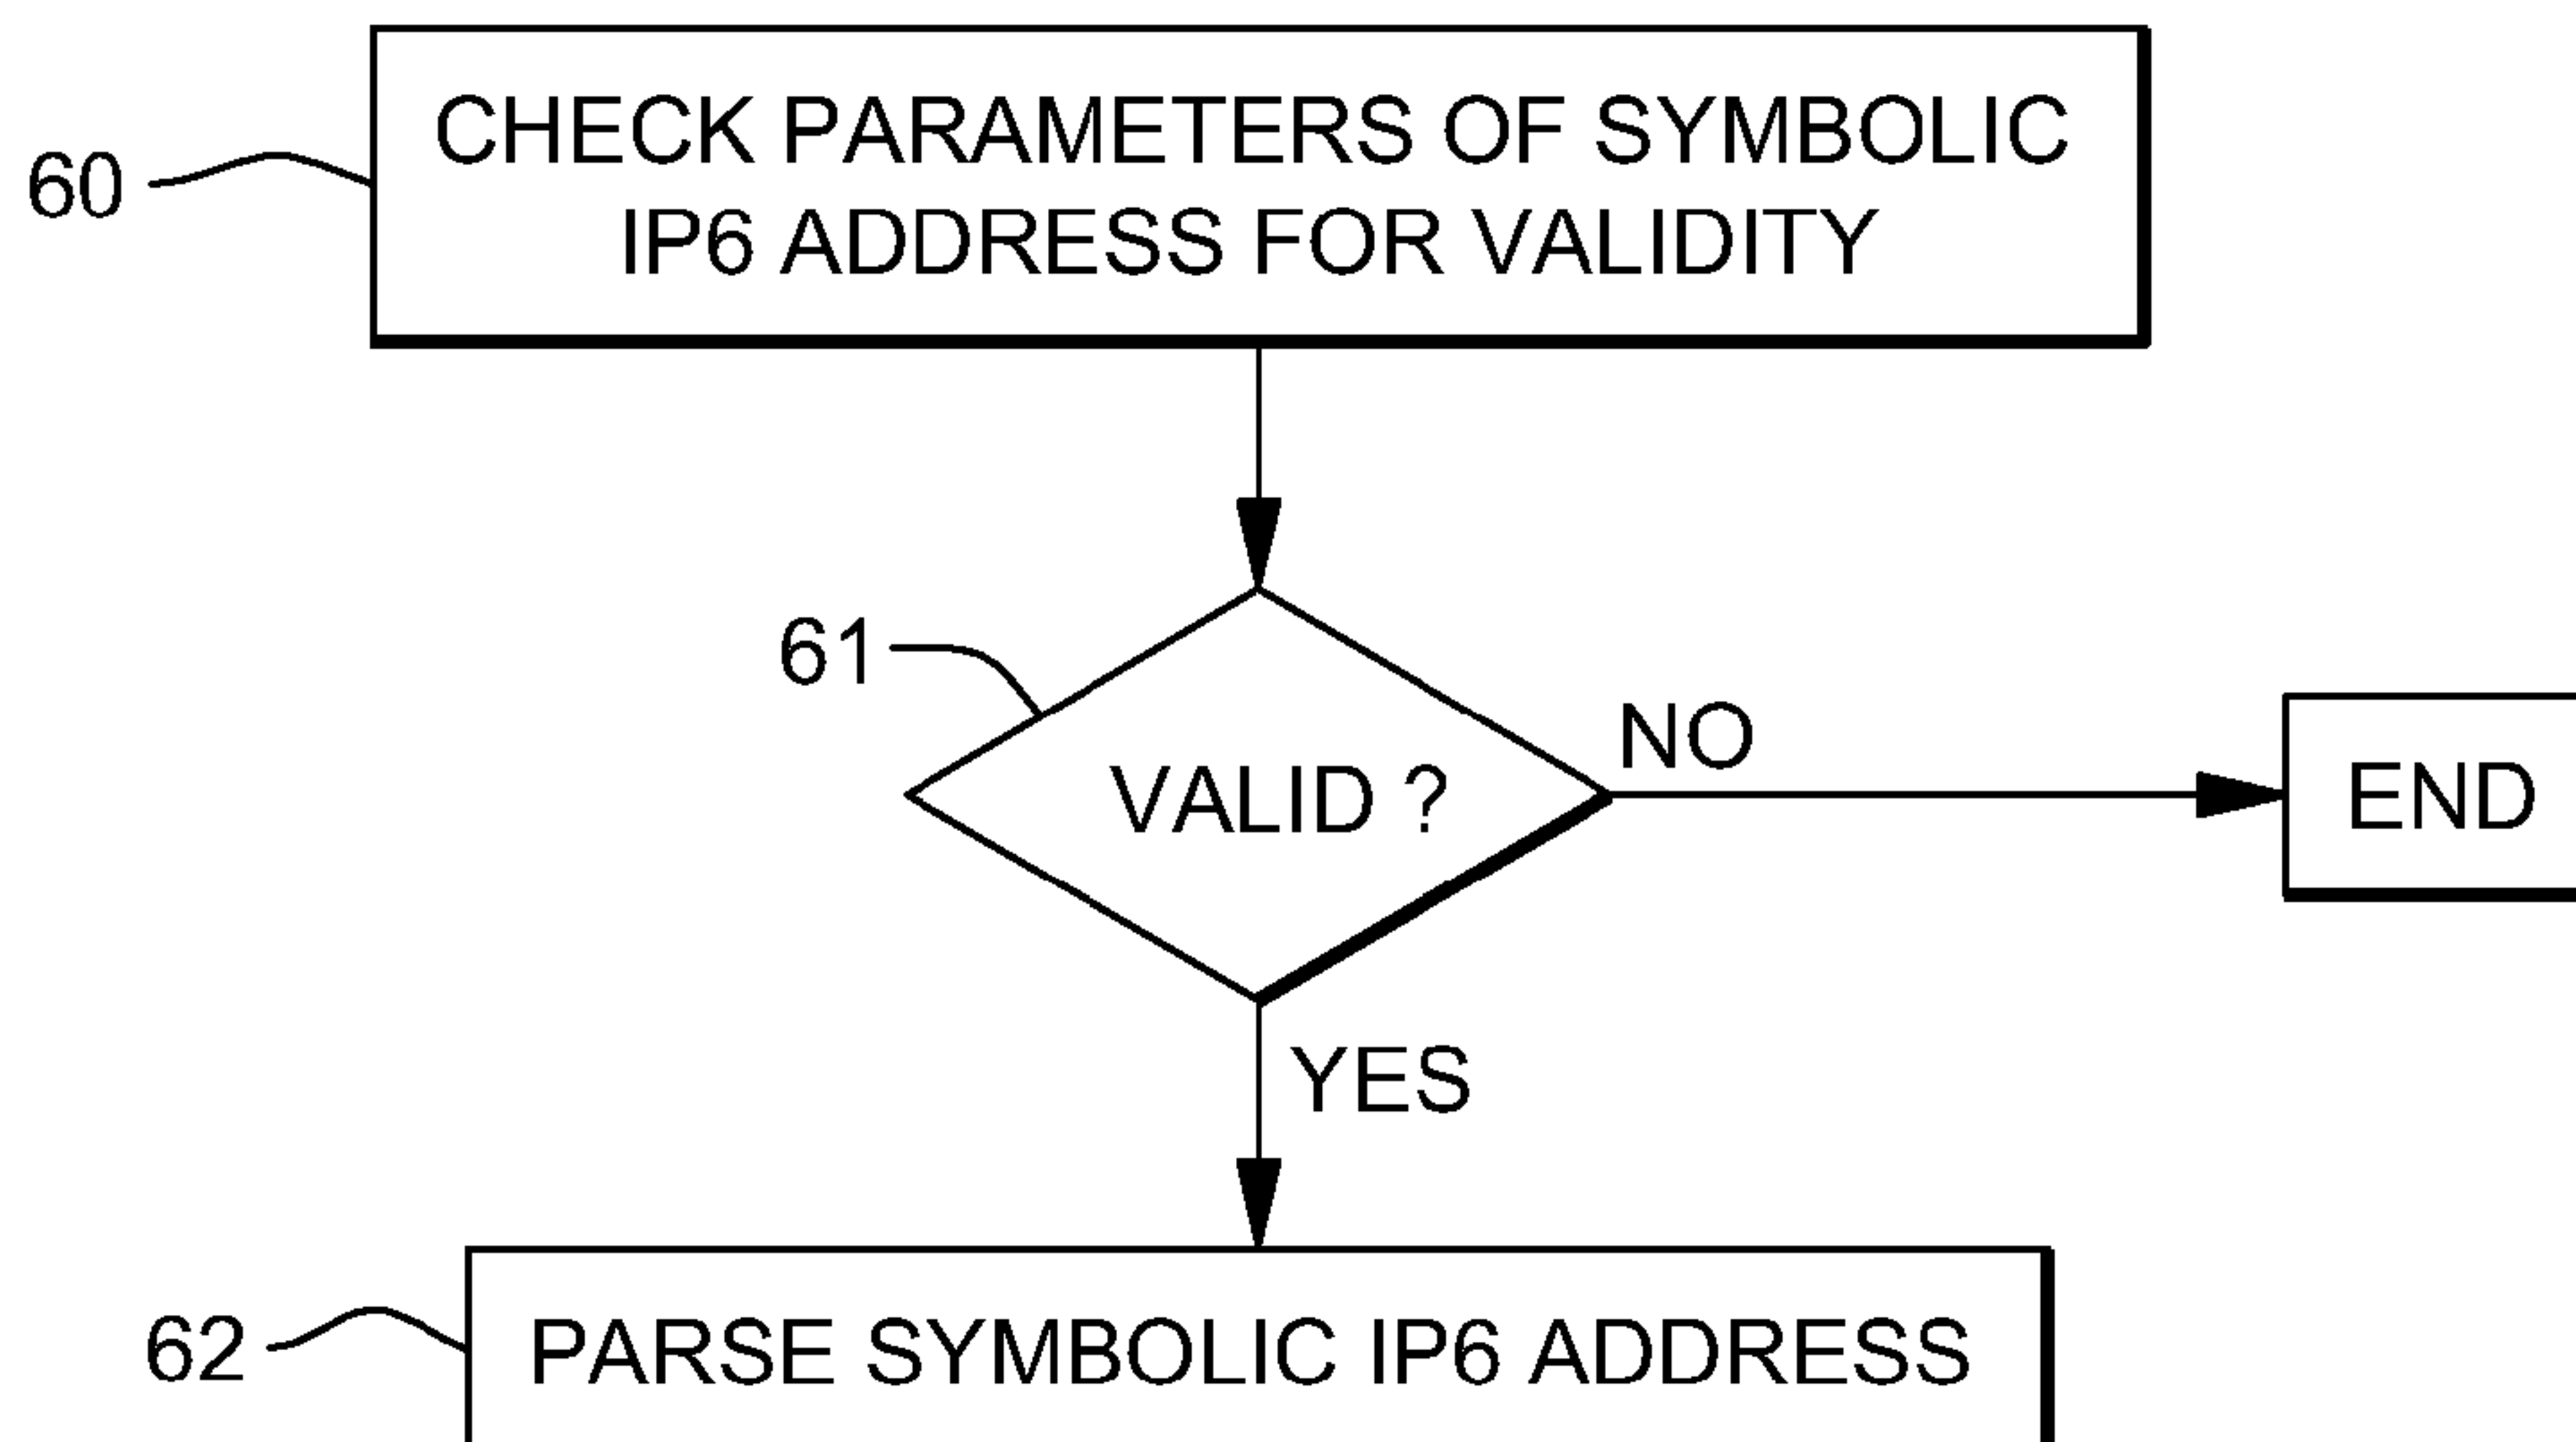 60
CHECK PARAMETERS OF SYMBOLIC
IP6 ADDRESS FOR VALIDITY
61
VALID ?
NO
END
YES
62
PARSE SYMBOLIC IP6 ADDRESS